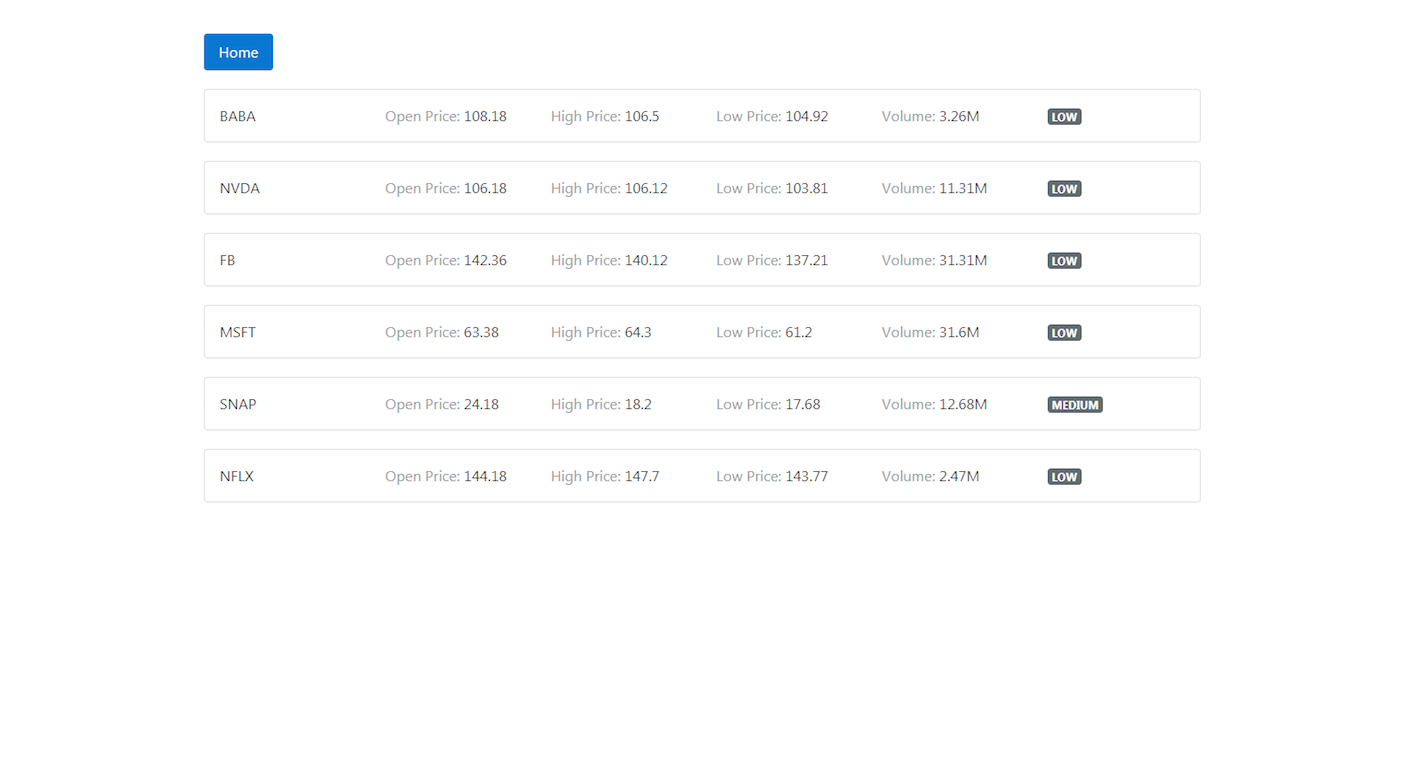 Home
BABA Open Price: 108.18 High Price: 106.5 Low Price: 104.92 Volume: 3.26M LOW
NVDA Open Price: 106.18 High Price: 106.12 Low Price: 103.81 Volume: 11.31M LOW
FB Open Price: 142.36 High Price: 140.12 Low Price: 137.21 Volume: 31.31M LOW
MSFT Open Price: 63.38 High Price: 64.3 Low Price: 61.2 Volume: 31.6M LOW
SNAP Open Price: 24.18 High Price: 18.2 Low Price: 17.68 Volume: 12.68M MEDIUM
NFLX Open Price: 144.18 High Price: 147.7 Low Price: 143.77 Volume: 2.47M LOW